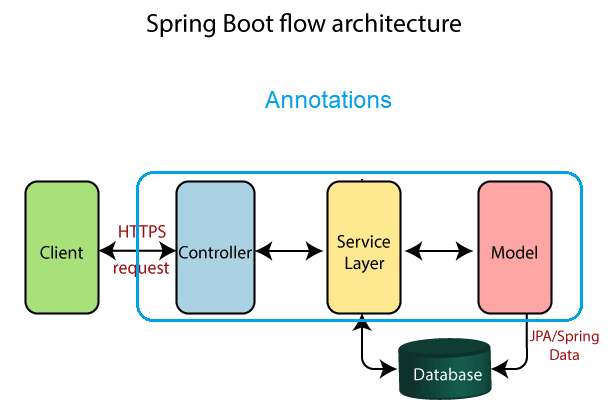 Spring Boot flow architecture
Annotations
Client
HTTPS
request
Controller
Service
Layer
Model
JPA/Spring
Data
Database